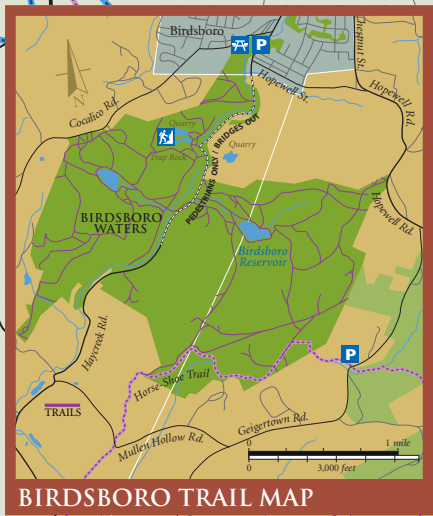 Birdsboro
P
Chesnut St.
Hopewell St.
Hopewell Rd.
Cocalico Rd.
Quarry
Trap Rock
Quarry
PEDESTRIANS ONLY / BRIDGES OUT
BIRDSBORO
WATERS
Hopewell Rd.
Birdsboro
Reservoir
Haycreek Rd.
P
Horse-Shoe Trail
TRAILS
Mullen Hollow Rd.
Geigertown Rd.
0 1 mile
0 3,000 feet
BIRDSBORO TRAIL MAP